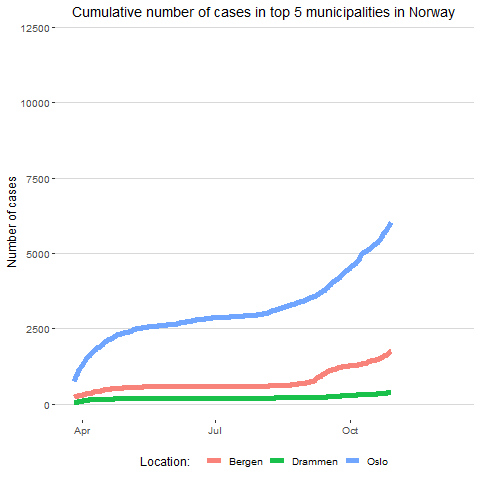 Cumulative number of cases in top 5 municipalities in Norway
Number of cases
12500
10000
7500
5000
2500
0
Apr Jul Oct
Location: Bergen Drammen Oslo